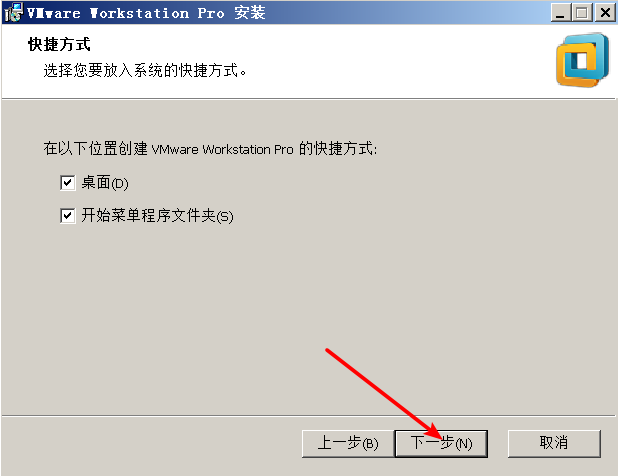 VMware Workstation Pro 安装
快捷方式
选择您要放入系统的快捷方式。
在以下位置创建 VMware Workstation Pro 的快捷方式:
桌面(D)
开始菜单程序文件夹(S)
上一步(B) 下一步(N) 取消